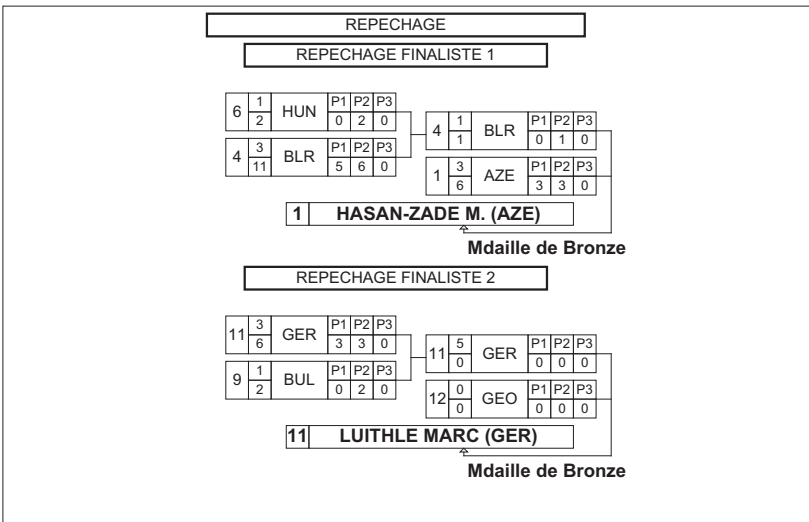 REPECHAGE
REPECHAGE FINALISTE 1
6 1 HUN P1 P2 P3
2 0 2 0
4 3 BLR P1 P2 P3
11 5 6 0
4 1 BLR P1 P2 P3
1 0 1 0
1 3 AZE P1 P2 P3
6 3 3 0
1 HASAN-ZADE M. (AZE)
Mdaille de Bronze
REPECHAGE FINALISTE 2
11 3 GER P1 P2 P3
6 3 3 0
9 1 BUL P1 P2 P3
2 0 2 0
11 5 GER P1 P2 P3
0 0 0 0
12 0 GEO P1 P2 P3
0 0 0 0
11 LUITHLE MARC (GER)
Mdaille de Bronze